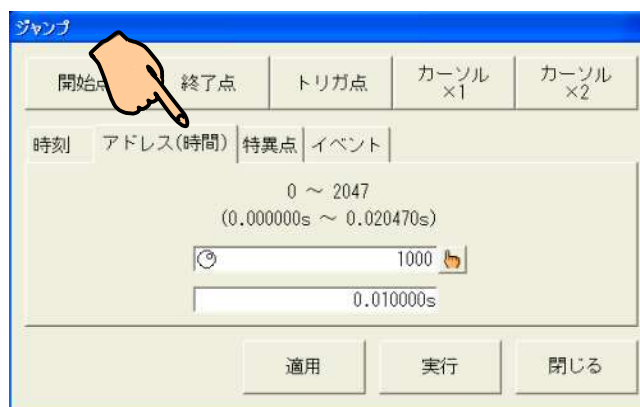 ジャンプ
開始点 終了点 トリガ点 カーソル×1 カーソル×2
時刻 アドレス(時間) 特異点 イベント
0 ～ 2047
(0.000000s ～ 0.020470s)
1000
0.010000s
適用 実行 閉じる